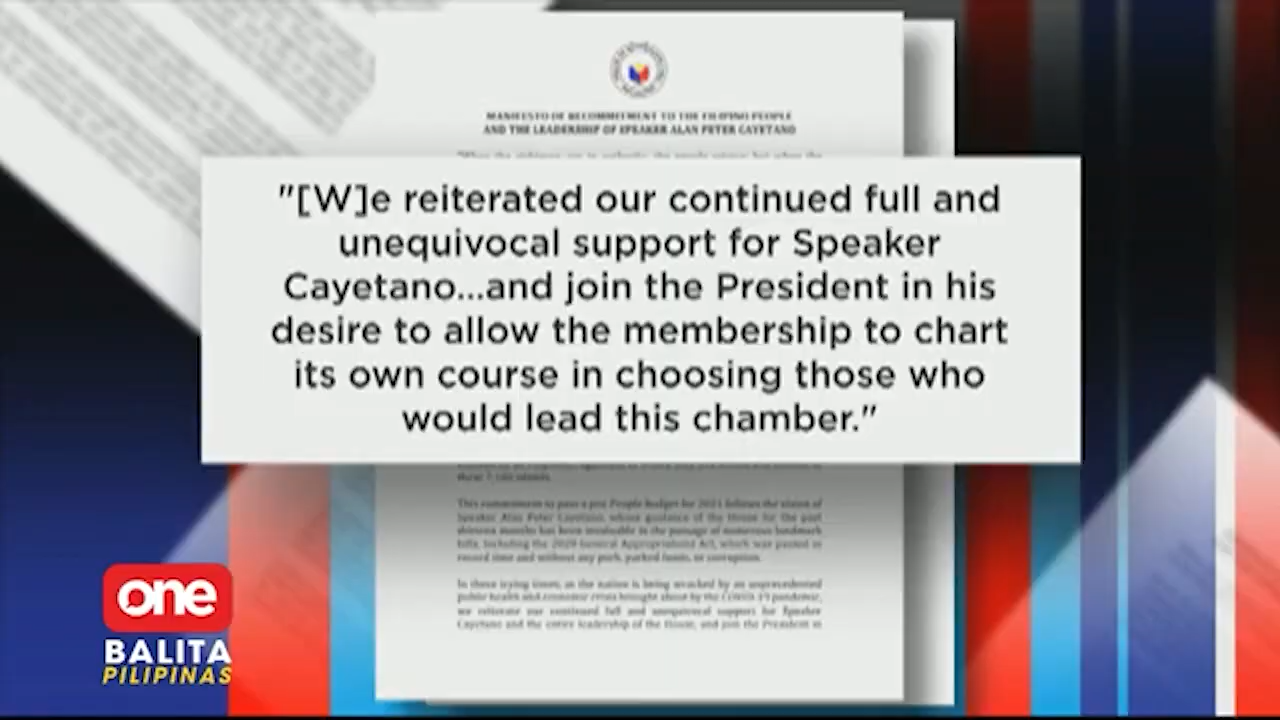 MANIFESTO OF RECOMMITMENT TO THE FILIPINO PEOPLE
AND THE LEADERSHIP OF SPEAKER ALAN PETER CAYETANO
"[W]e reiterated our continued full and
unequivocal support for Speaker
Cayetano...and join the President in his
desire to allow the membership to chart
its own course in choosing those who
would lead this chamber."
these 7,100 islands.
This commitment to pass a pro People budget for 2021 follows the vision of
Speaker Alan Peter Cayetano, whose guidance of the House for the past
thirteen months has been invaluable in the passage of numerous landmark
bills, including the 2020 General Appropriations Act, which was passed in
record time and without any pork, parked funds, or corruption.
In these trying times, as the nation is being wracked by an unprecedented
public health and economic crisis brought about by the COVID-19 pandemic,
we reiterate our continued full and unequivocal support for Speaker
Cayetano and the entire leadership of the House, and join the President in
one
BALITA
PILIPINAS